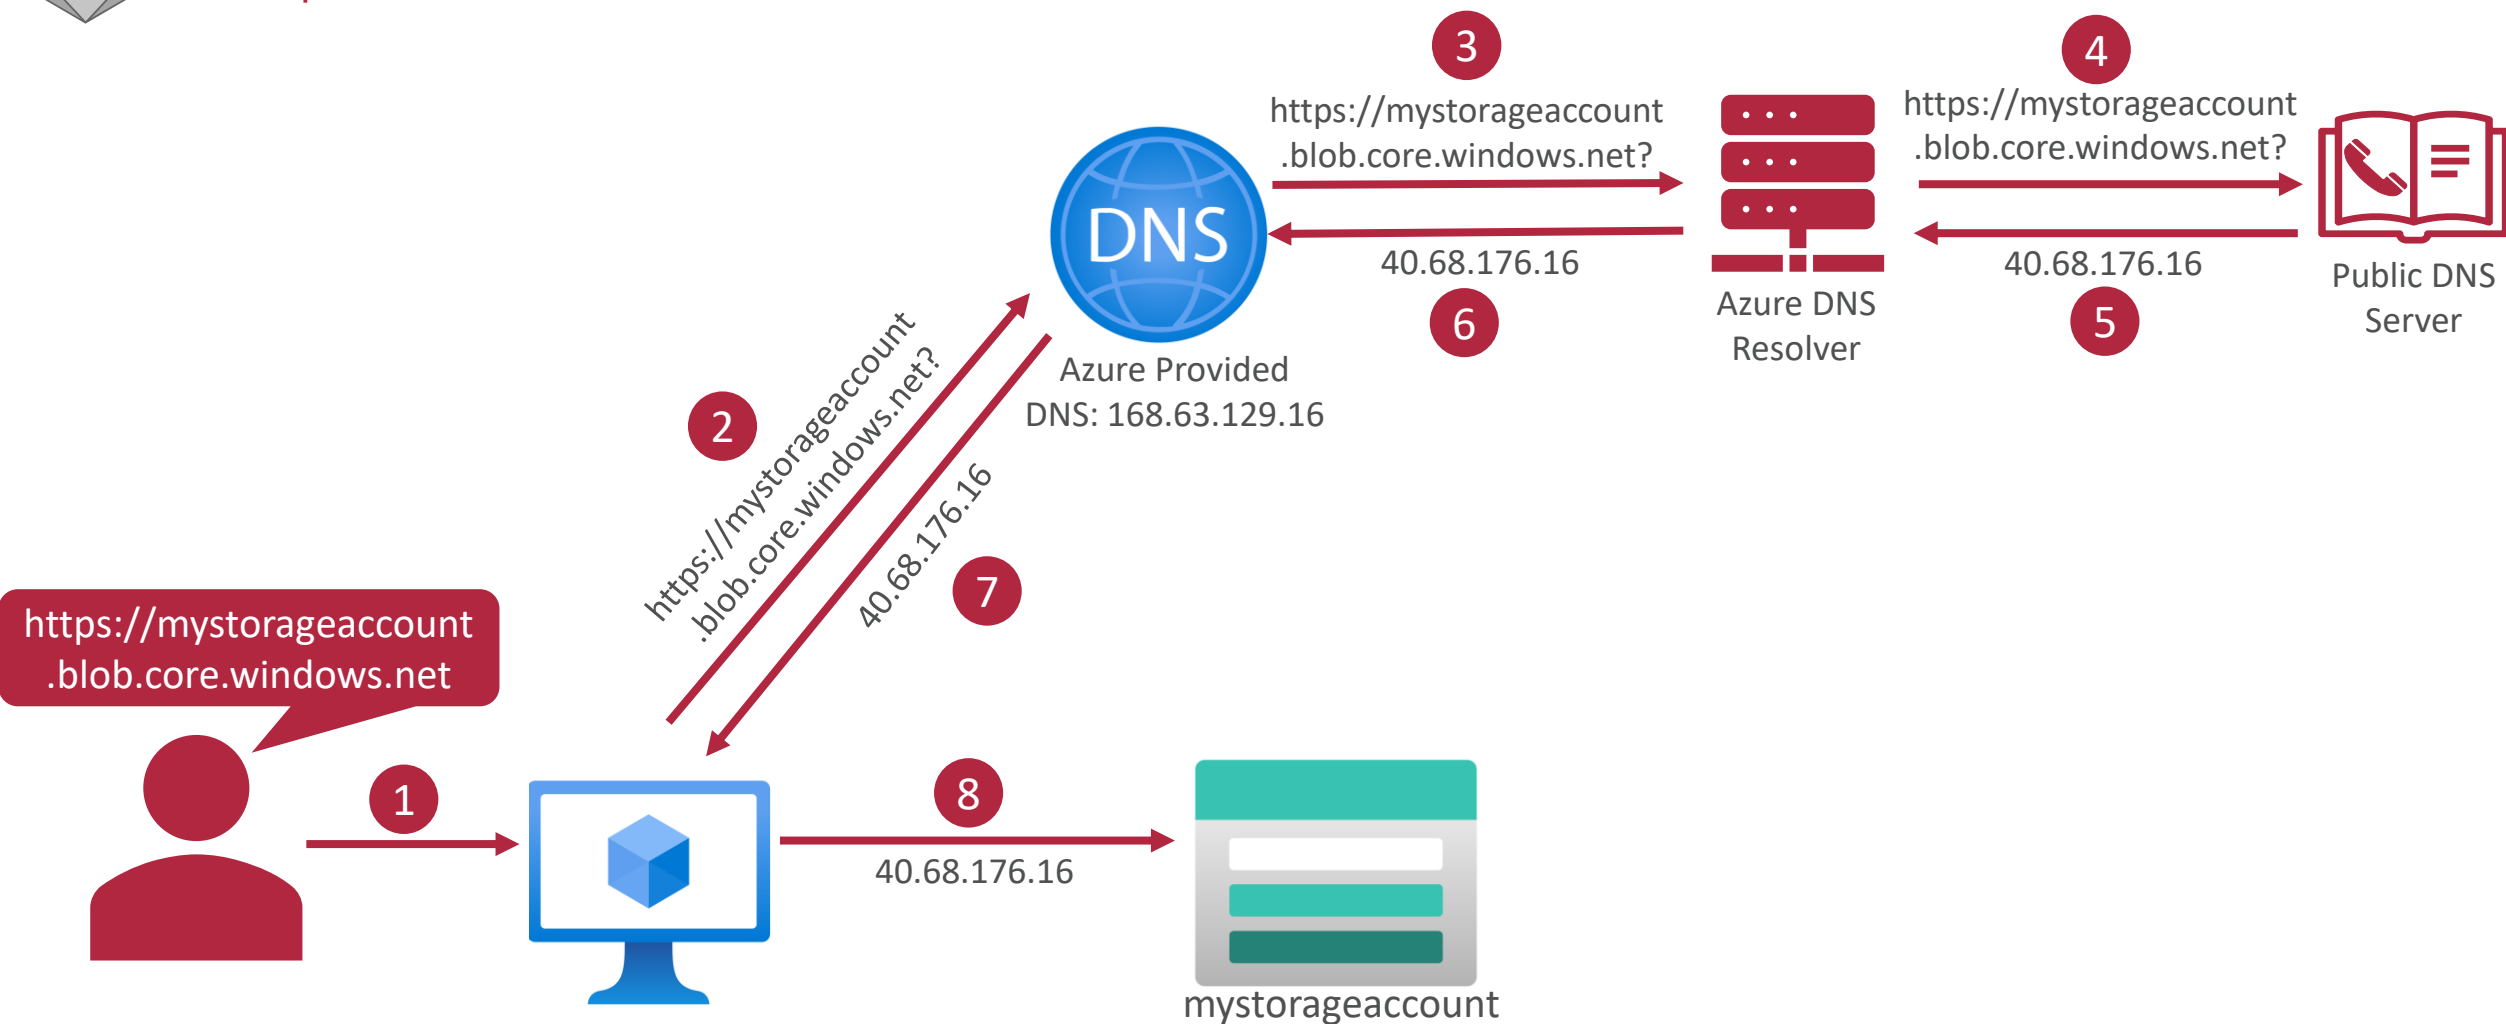 3
https://mystorageaccount
.blob.core.windows.net?
4
https://mystorageaccount
.blob.core.windows.net?
DNS
40.68.176.16
6
Azure DNS
Resolver
40.68.176.16
5
Public DNS
Server
Azure Provided
DNS: 168.63.129.16
2
https://mystorageaccount
.blob.core.windows.net?
40.68.176.16
7
https://mystorageaccount
.blob.core.windows.net
1
8
40.68.176.16
mystorageaccount